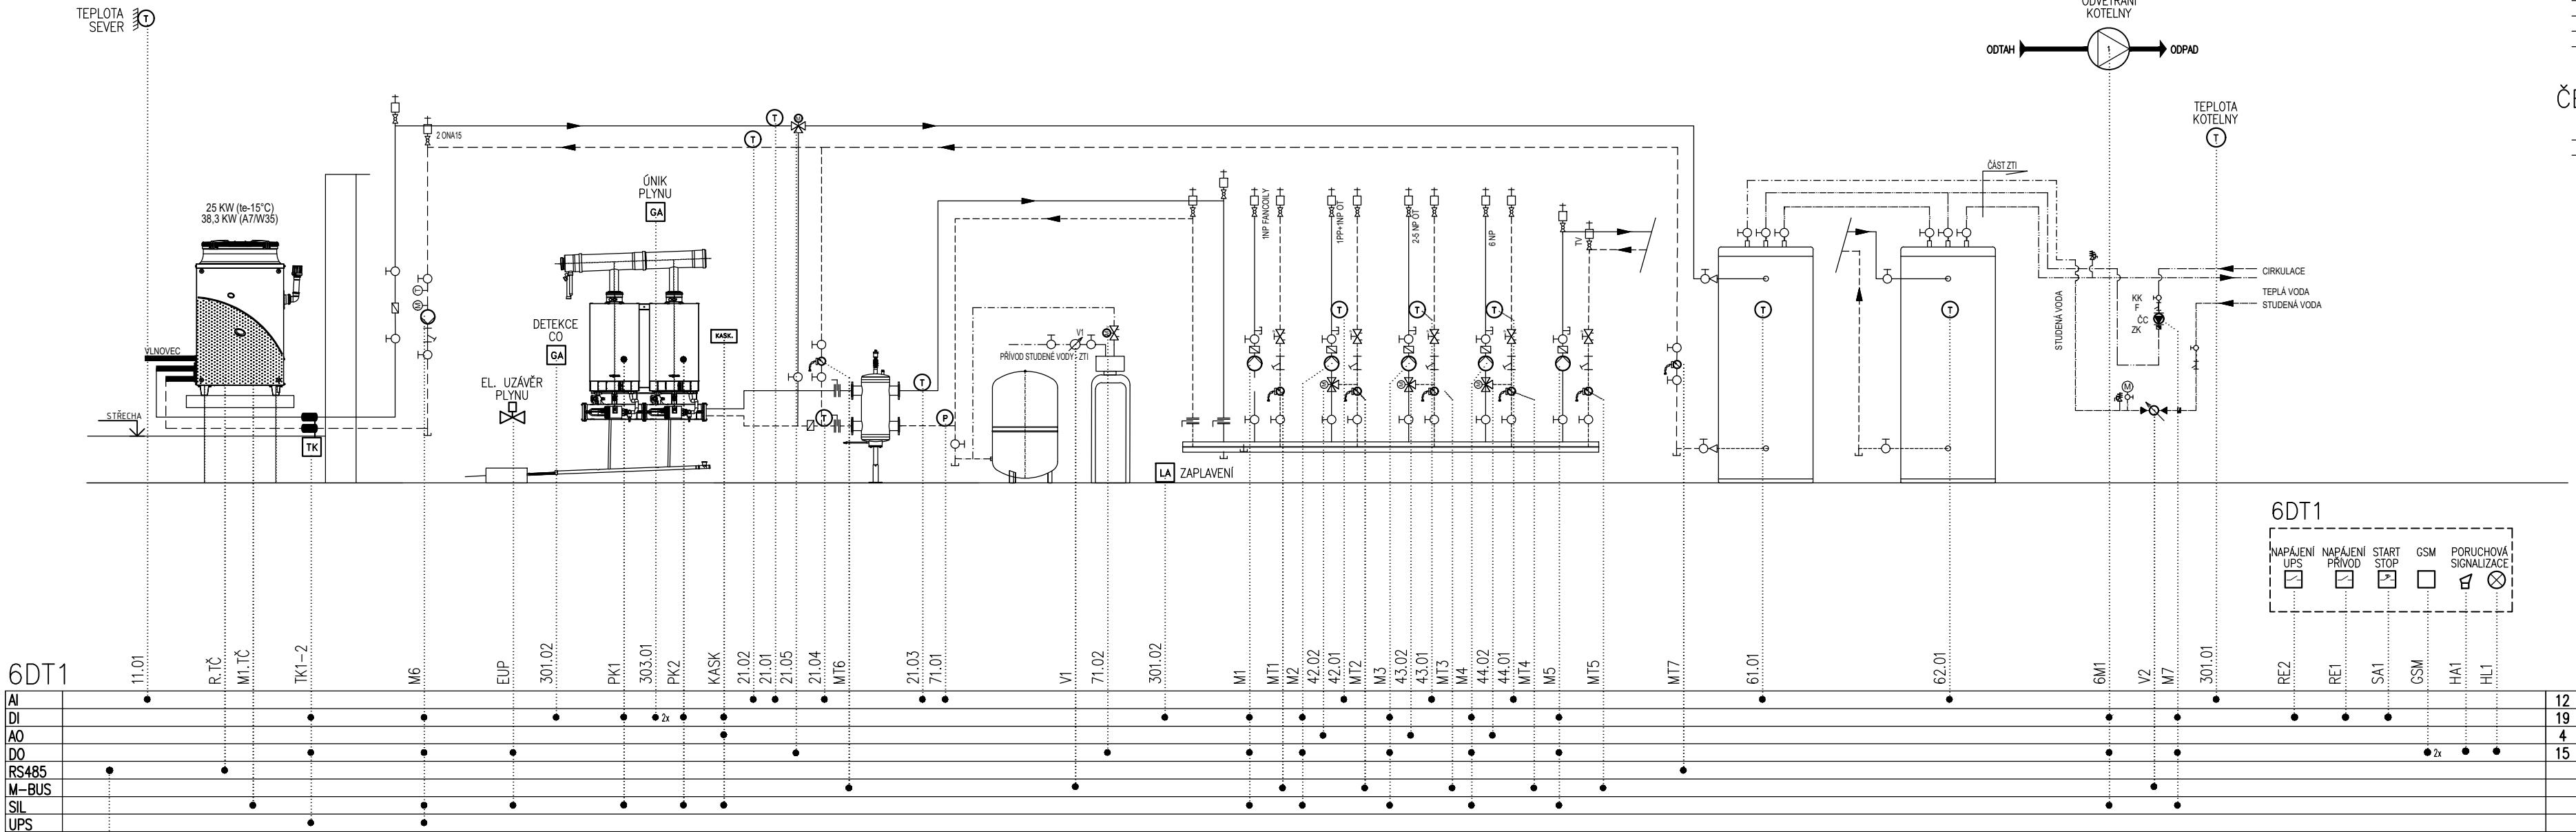 TEPLOTA
SEVER
T
ODVĚTRÁNÍ
KOTELNY
ODTAH
1
ODPAD
TEPLOTA
KOTELNY
T
2 ONA15
T
T
M
25 KW (te-15°C)
38,3 KW (A7/W35)
ÚNIK
PLYNU
GA
DETEKCE
CO
GA
KASK.
EL. UZÁVĚR
PLYNU
VLNOVEC
STŘECHA
TK
T
M
T
T
P
V1
PŘÍVOD STUDENÉ VODY - ZTI
LA
ZAPLAVENÍ
1NP FANCOILY
1PP+1NP OT
2-5 NP OT
6 NP
TV
T
T
T
M
M
M
T
T
ČÁST ZTI
CIRKULACE
TEPLÁ VODA
STUDENÁ VODA
STUDENÁ VODA
KK
F
ČC
ZK
M
6DT1
NAPÁJENÍ
UPS
NAPÁJENÍ
PŘÍVOD
START
STOP
GSM
PORUCHOVÁ
SIGNALIZACE
6DT1
11.01
R.TČ
M1.TČ
TK1-2
M6
EUP
301.02
PK1
303.01
PK2
KASK
21.02
21.01
21.05
21.04
MT6
21.03
71.01
V1
71.02
301.02
M1
MT1
M2
42.02
42.01
MT2
M3
43.02
43.01
MT3
M4
44.02
44.01
MT4
M5
MT5
MT7
61.01
62.01
6M1
V2
M7
301.01
RE2
RE1
SA1
GSM
HA1
HL1
AI
12
DI
2x
19
AO
4
DO
2x
15
RS485
M-BUS
SIL
UPS